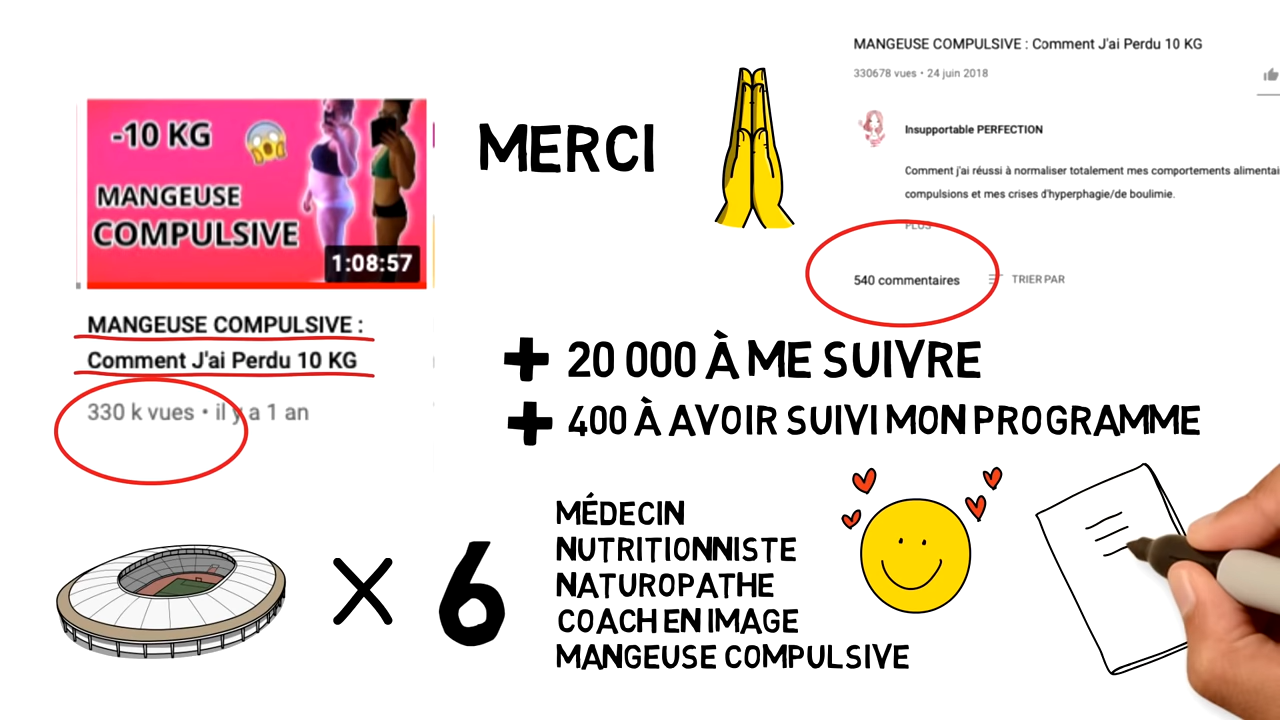 -10 KG
MANGEUSE
COMPULSIVE
1:08:57
MANGEUSE COMPULSIVE :
Comment J'ai Perdu 10 KG
330 k vues • il y a 1 an
MERCI
MANGEUSE COMPULSIVE : Comment J'ai Perdu 10 KG
330678 vues • 24 juin 2018
Insupportable PERFECTION
Comment j'ai réussi à normaliser totalement mes comportements
compulsions et mes crises d'hyperphagie/de boulimie.
PLUS
540 commentaires
TRIER PAR
+ 20 000 À ME SUIVRE
+ 400 À AVOIR SUIVI MON PROGRAMME
X 6
MÉDECIN
NUTRITIONNISTE
NATUROPATHE
COACH EN IMAGE
MANGEUSE COMPULSIVE